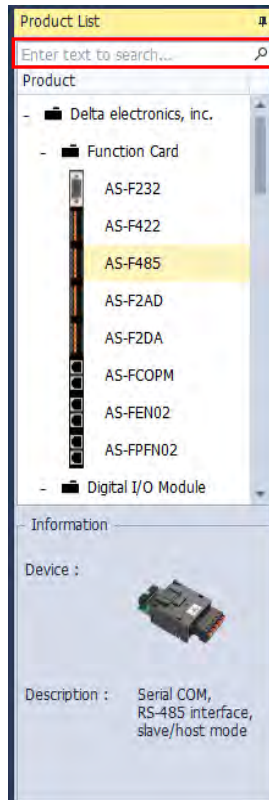 Product List
Enter text to search...
Product
- Delta electronics, inc.
- Function Card
AS-F232
AS-F422
AS-F485
AS-F2AD
AS-F2DA
AS-FCOPM
AS-FEN02
AS-FPFN02
- Digital I/O Module
Information
Device :
Description : Serial COM,
RS-485 interface,
slave/host mode